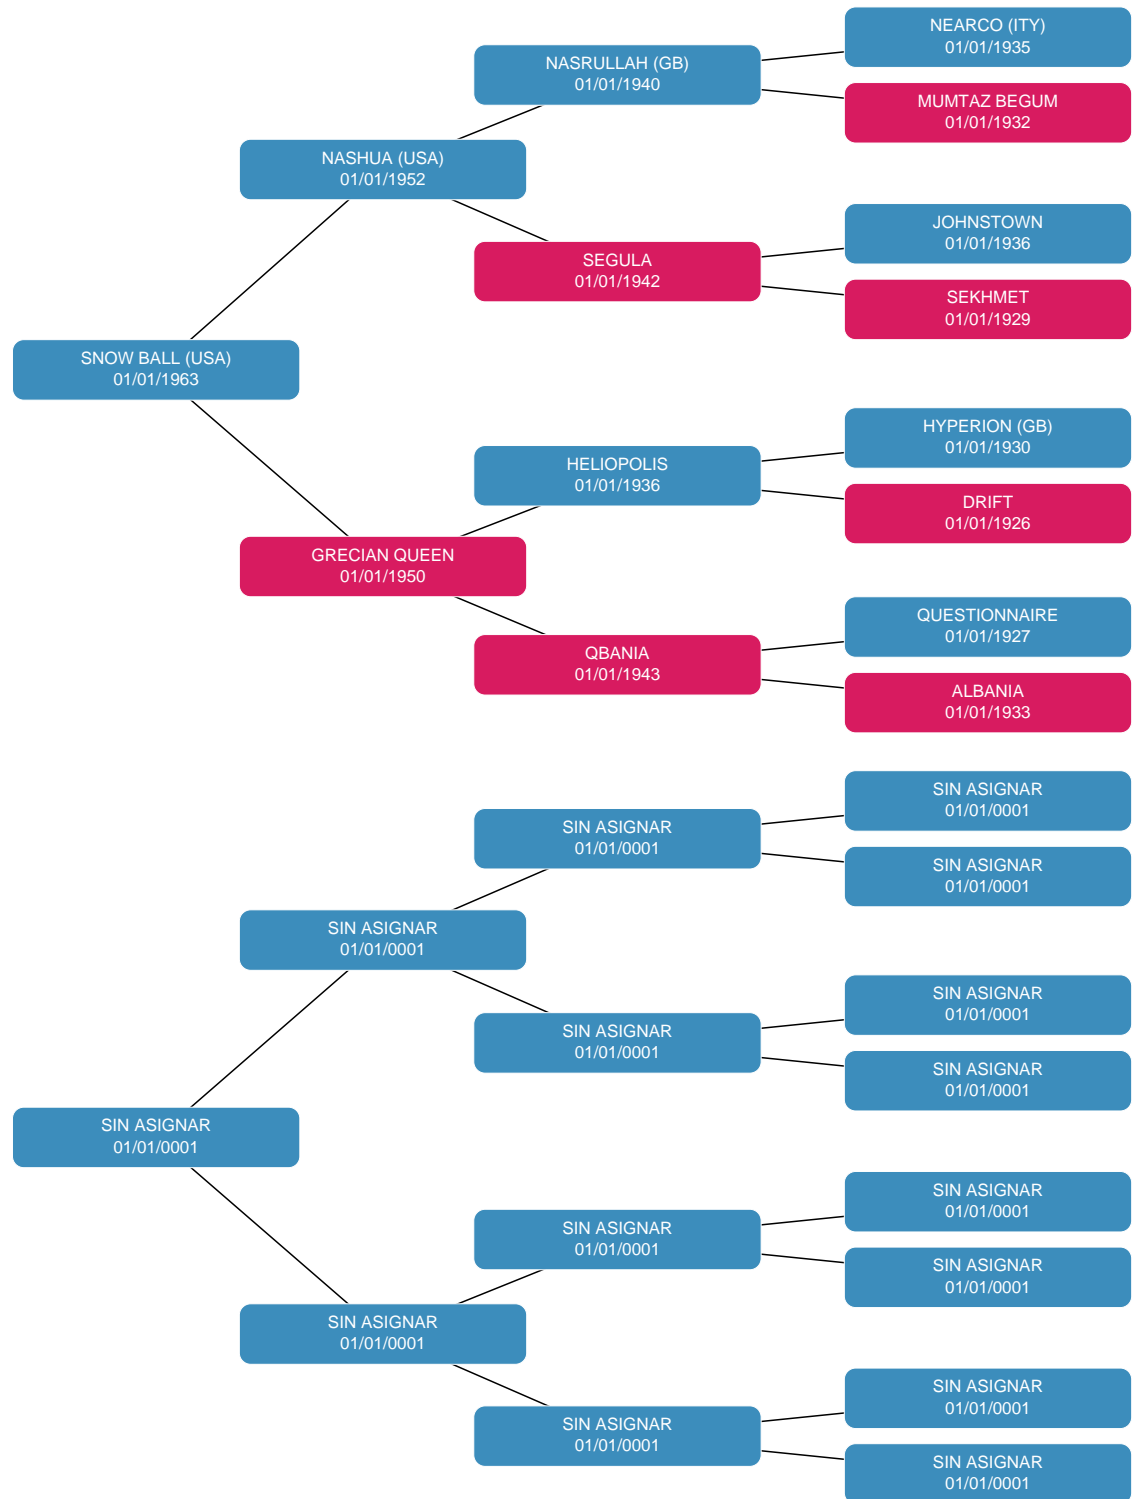 NEARCO (ITY)
01/01/1935
NASRULLAH (GB)
01/01/1940
MUMTAZ BEGUM
01/01/1932
NASHUA (USA)
01/01/1952
JOHNSTOWN
01/01/1936
SEGULA
01/01/1942
SEKHMET
01/01/1929
SNOW BALL (USA)
01/01/1963
HYPERION (GB)
01/01/1930
HELIOPOLIS
01/01/1936
DRIFT
01/01/1926
GRECIAN QUEEN
01/01/1950
QUESTIONNAIRE
01/01/1927
QBANIA
01/01/1943
ALBANIA
01/01/1933
SIN ASIGNAR
01/01/0001
SIN ASIGNAR
01/01/0001
SIN ASIGNAR
01/01/0001
SIN ASIGNAR
01/01/0001
SIN ASIGNAR
01/01/0001
SIN ASIGNAR
01/01/0001
SIN ASIGNAR
01/01/0001
SIN ASIGNAR
01/01/0001
SIN ASIGNAR
01/01/0001
SIN ASIGNAR
01/01/0001
SIN ASIGNAR
01/01/0001
SIN ASIGNAR
01/01/0001
SIN ASIGNAR
01/01/0001
SIN ASIGNAR
01/01/0001
SIN ASIGNAR
01/01/0001